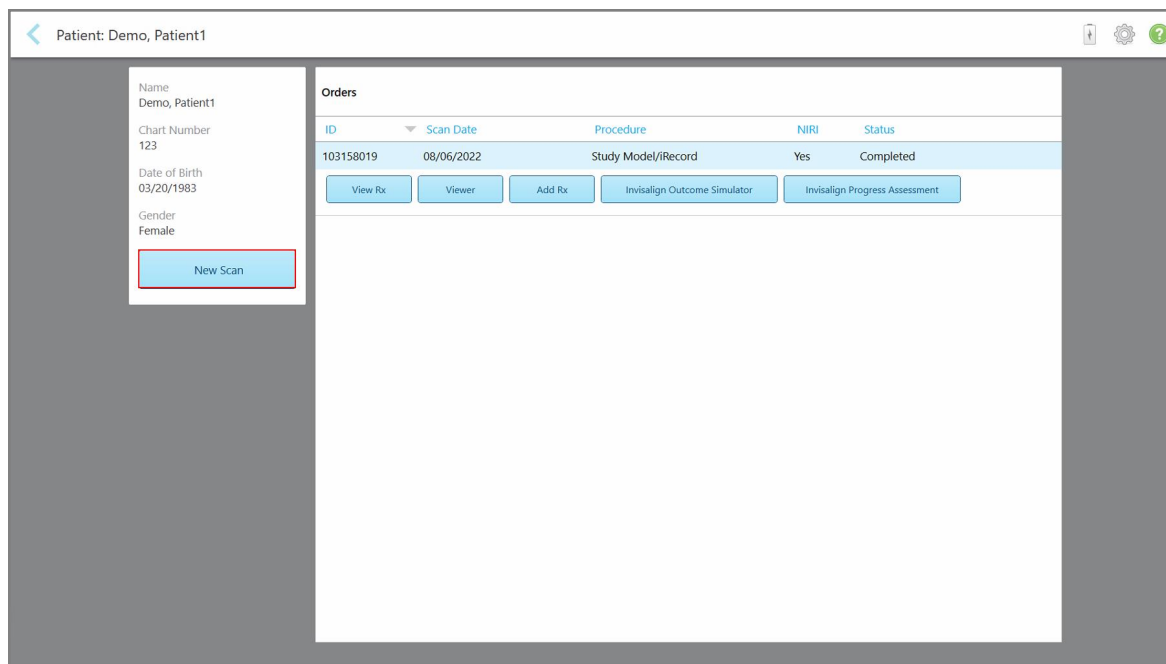 Patient: Demo, Patient1
Name
Demo, Patient1
Chart Number
123
Date of Birth
03/20/1983
Gender
Female
New Scan
Orders
ID Scan Date Procedure NIRI Status
103158019 08/06/2022 Study Model/iRecord Yes Completed
View Rx Viewer Add Rx Invisalign Outcome Simulator Invisalign Progress Assessment